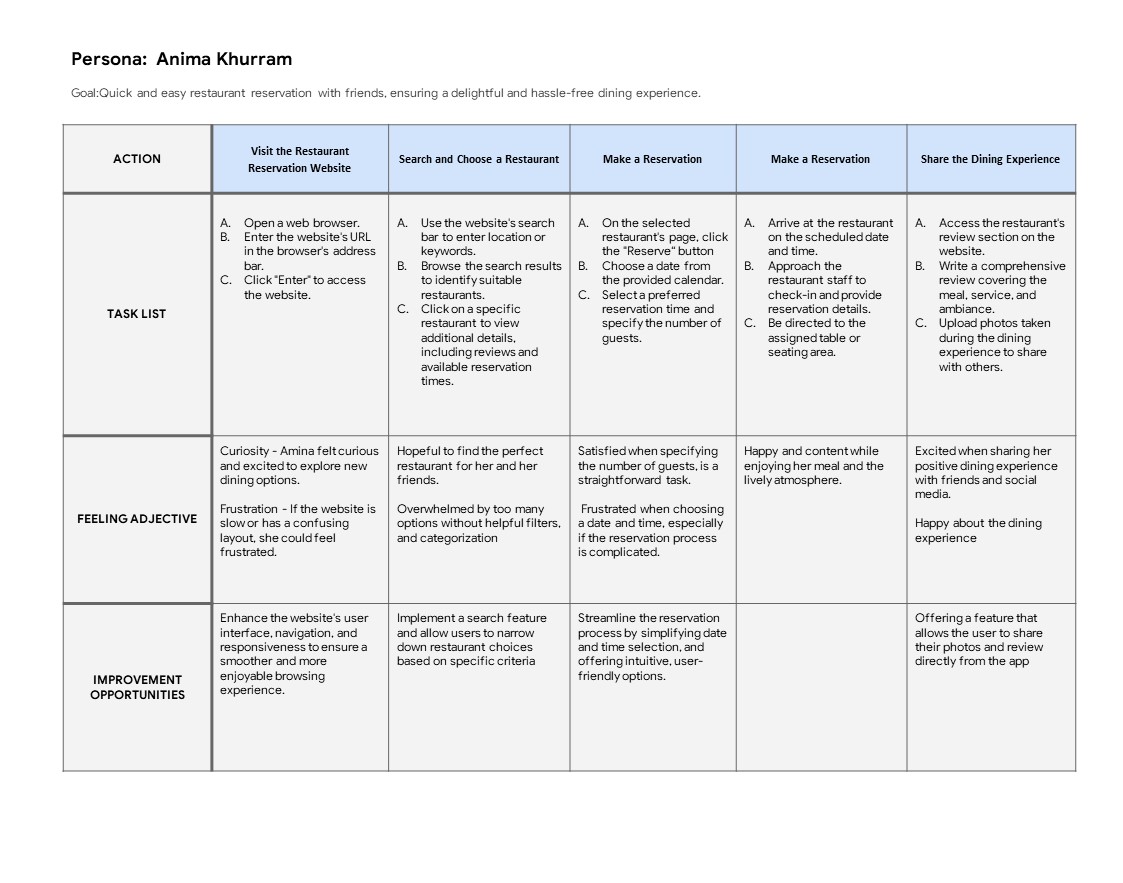 Persona: Anima Khurram
Goal:Quick and easy restaurant reservation with friends, ensuring a delightful and hassle-free dining experience.
ACTION
Visit the Restaurant
Reservation Website
Search and Choose a Restaurant
Make a Reservation
Make a Reservation
Share the Dining Experience
TASK LIST
A. Open a web browser.
B. Enter the website's URL
in the browser's address
bar.
C. Click "Enter" to access
the website.
A. Use the website's search
bar to enter location or
keywords.
B. Browse the search results
to identify suitable
restaurants.
C. Click on a specific
restaurant to view
additional details,
including reviews and
available reservation
times.
A. On the selected
restaurant's page, click
the "Reserve" button
B. Choose a date from
the provided calendar.
C. Select a preferred
reservation time and
specify the number of
guests.
A. Arrive at the restaurant
on the scheduled date
and time.
B. Approach the
restaurant staff to
check-in and provide
reservation details.
C. Be directed to the
assigned table or
seating area.
A. Access the restaurant's
review section on the
website.
B. Write a comprehensive
review covering the
meal, service, and
ambiance.
C. Upload photos taken
during the dining
experience to share
with others.
FEELING ADJECTIVE
Curiosity - Amina felt curious
and excited to explore new
dining options.
Frustration - If the website is
slow or has a confusing
layout, she could feel
frustrated.
Hopeful to find the perfect
restaurant for her and her
friends.
Overwhelmed by too many
options without helpful filters,
and categorization
Satisfied when specifying
the number of guests, is a
straightforward task.
Frustrated when choosing
a date and time, especially
if the reservation process
is complicated.
Happy and content while
enjoying her meal and the
lively atmosphere.
Excited when sharing her
positive dining experience
with friends and social
media.
Happy about the dining
experience
IMPROVEMENT
OPPORTUNITIES
Enhance the website's user
interface, navigation, and
responsiveness to ensure a
smoother and more
enjoyable browsing
experience.
Implement a search feature
and allow users to narrow
down restaurant choices
based on specific criteria
Streamline the reservation
process by simplifying date
and time selection, and
offering intuitive, user-
friendly options.
Offering a feature that
allows the user to share
their photos and review
directly from the app